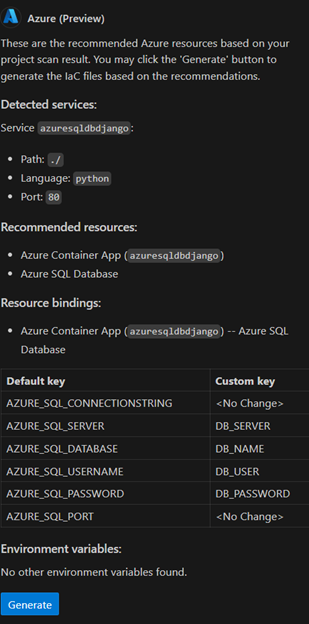 Azure (Preview)
These are the recommended Azure resources based on your
project scan result. You may click the 'Generate' button to
generate the IaC files based on the recommendations.
Detected services:
Service azuresqldbdjango:
• Path: ./
• Language: python
• Port: 80
Recommended resources:
• Azure Container App (azuresqldbdjango)
• Azure SQL Database
Resource bindings:
• Azure Container App (azuresqldbdjango) -- Azure SQL
Database
Default key Custom key
AZURE_SQL_CONNECTIONSTRING <No Change>
AZURE_SQL_SERVER DB_SERVER
AZURE_SQL_DATABASE DB_NAME
AZURE_SQL_USERNAME DB_USER
AZURE_SQL_PASSWORD DB_PASSWORD
AZURE_SQL_PORT <No Change>
Environment variables:
No other environment variables found.
Generate